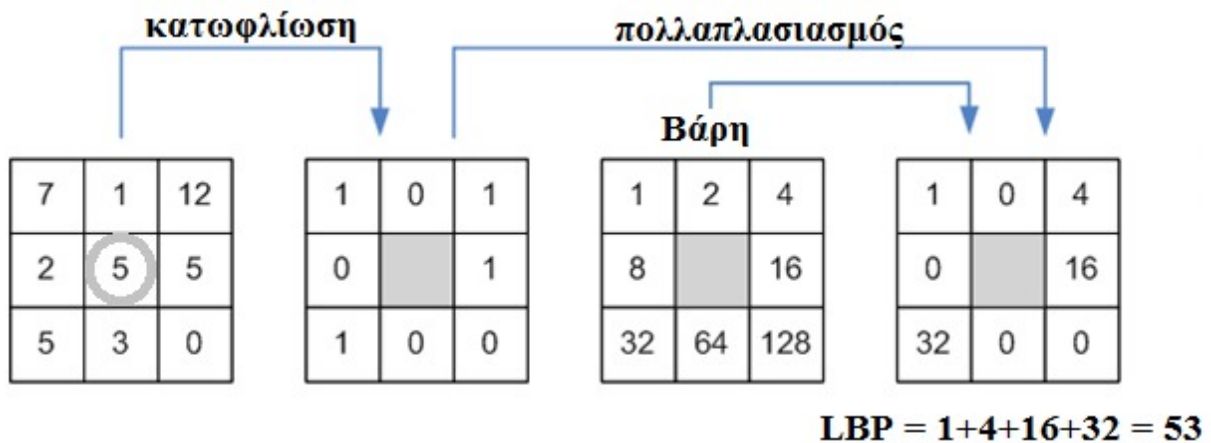 κατωφλίωση πολλαπλασιασμός
Βάρη
7 1 12 1 0 1 1 2 4 1 0 4
2 5 5 0 1 8 16 0 16
5 3 0 1 0 0 32 64 128 32 0 0
LBP = 1+4+16+32 = 53